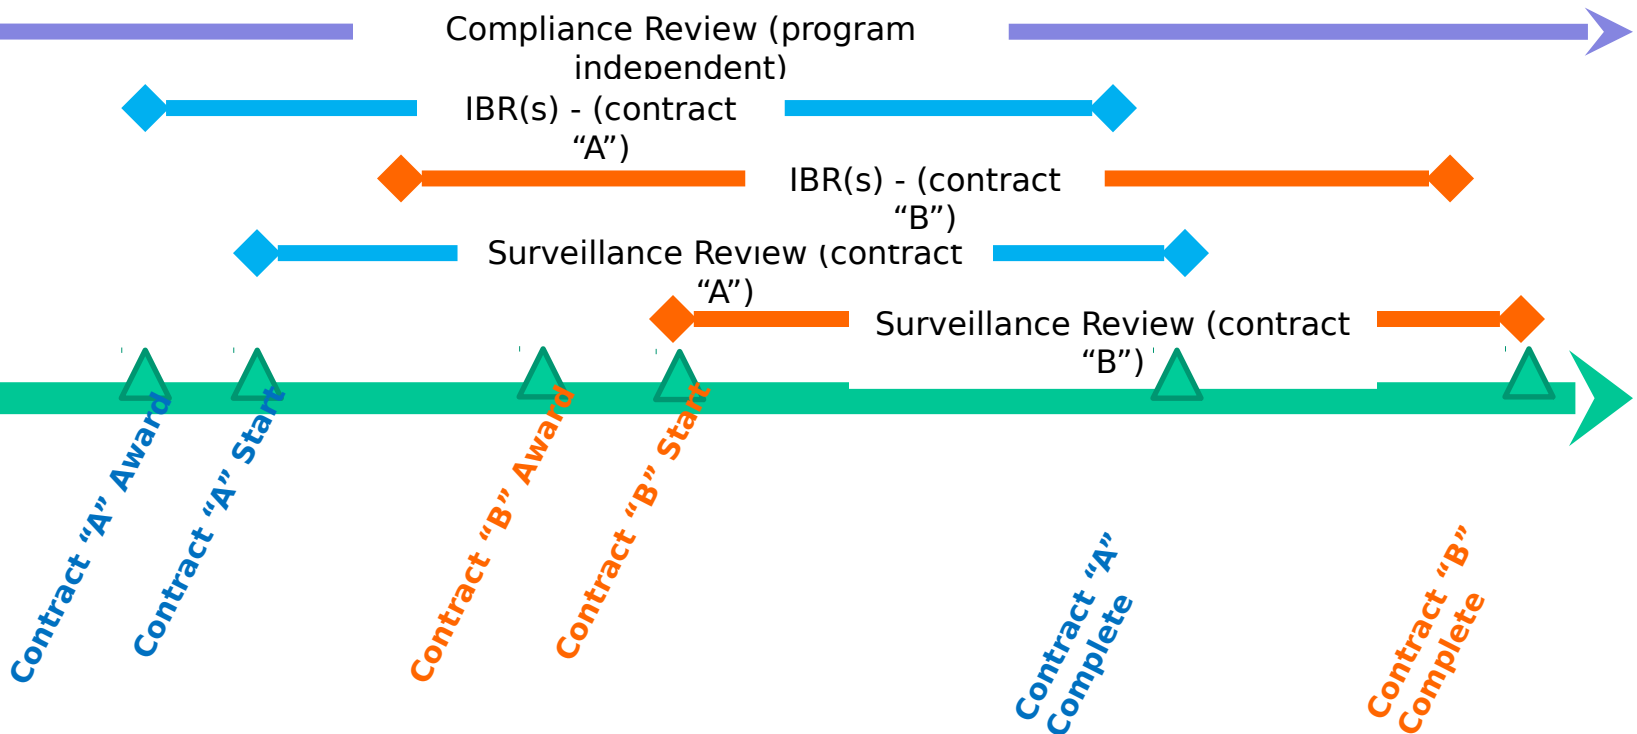 Compliance Review (program
independent)
IBR(s) - (contract
“A”)
IBR(s) - (contract
“B”)
Surveillance Review (contract
“A”)
Surveillance Review (contract
“B”)
Contract “A” Award
Contract “A” Start
Contract “B” Award
Contract “B” Start
Contract “A”
Complete
Contract “B”
Complete